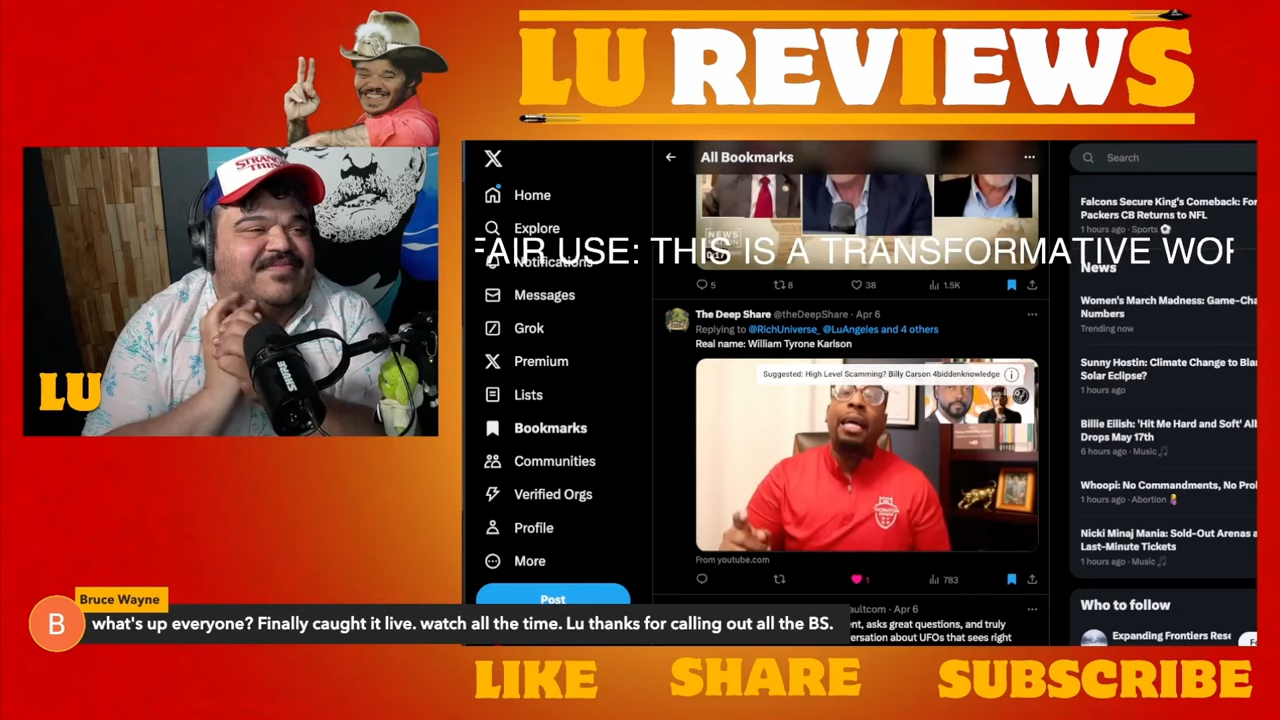 LU REVIEWS
STRANGER
THINGS
SHURE
LU
Home
Explore
Notifications
Messages
Grok
Premium
Lists
Bookmarks
Communities
Verified Orgs
Profile
More
Post
All Bookmarks
NEWS
0:17
FAIR USE: THIS IS A TRANSFORMATIVE WOR
5 8 38 1.5K
The Deep Share @theDeepShare · Apr 6
Replying to @RichUniverse_ @LuAngeles and 4 others
Real name: William Tyrone Karlson
Suggested: High Level Scamming? Billy Carson 4biddenknowledge
From youtube.com
1 783
aultcom · Apr 6
ent, asks great questions, and truly
ersation about UFOs that sees right
Search
Falcons Secure King's Comeback: For
Packers CB Returns to NFL
1 hours ago · Sports
News
Women's March Madness: Game-Cha
Numbers
Trending now
Sunny Hostin: Climate Change to Bla
Solar Eclipse?
1 hours ago
Billie Eilish: 'Hit Me Hard and Soft' Al
Drops May 17th
6 hours ago · Music
Whoopi: No Commandments, No Pro
1 hours ago · Abortion
Nicki Minaj Mania: Sold-Out Arenas a
Last-Minute Tickets
1 hours ago · Music
Who to follow
Expanding Frontiers Rese
Bruce Wayne
B
what's up everyone? Finally caught it live. watch all the time. Lu thanks for calling out all the BS.
LIKE SHARE SUBSCRIBE